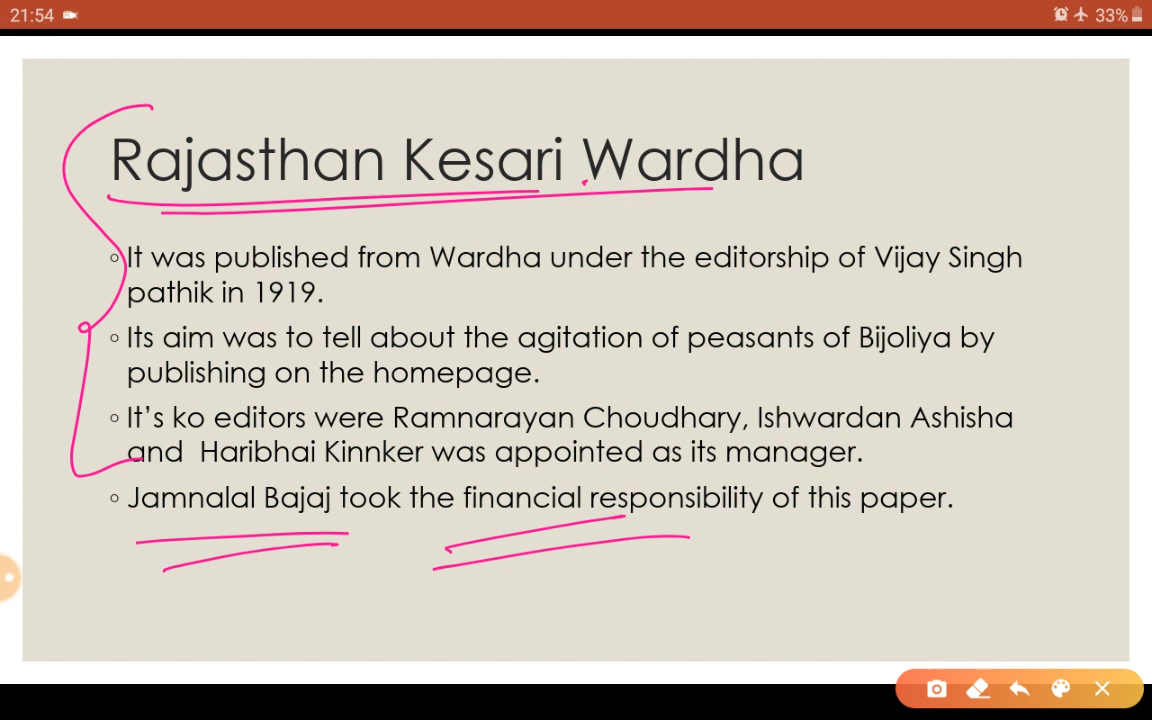 21:54
33%
Rajasthan Kesari Wardha
◦ It was published from Wardha under the editorship of Vijay Singh
pathik in 1919.
◦ Its aim was to tell about the agitation of peasants of Bijoliya by
publishing on the homepage.
◦ It’s ko editors were Ramnarayan Choudhary, Ishwardan Ashisha
and Haribhai Kinnker was appointed as its manager.
◦ Jamnalal Bajaj took the financial responsibility of this paper.